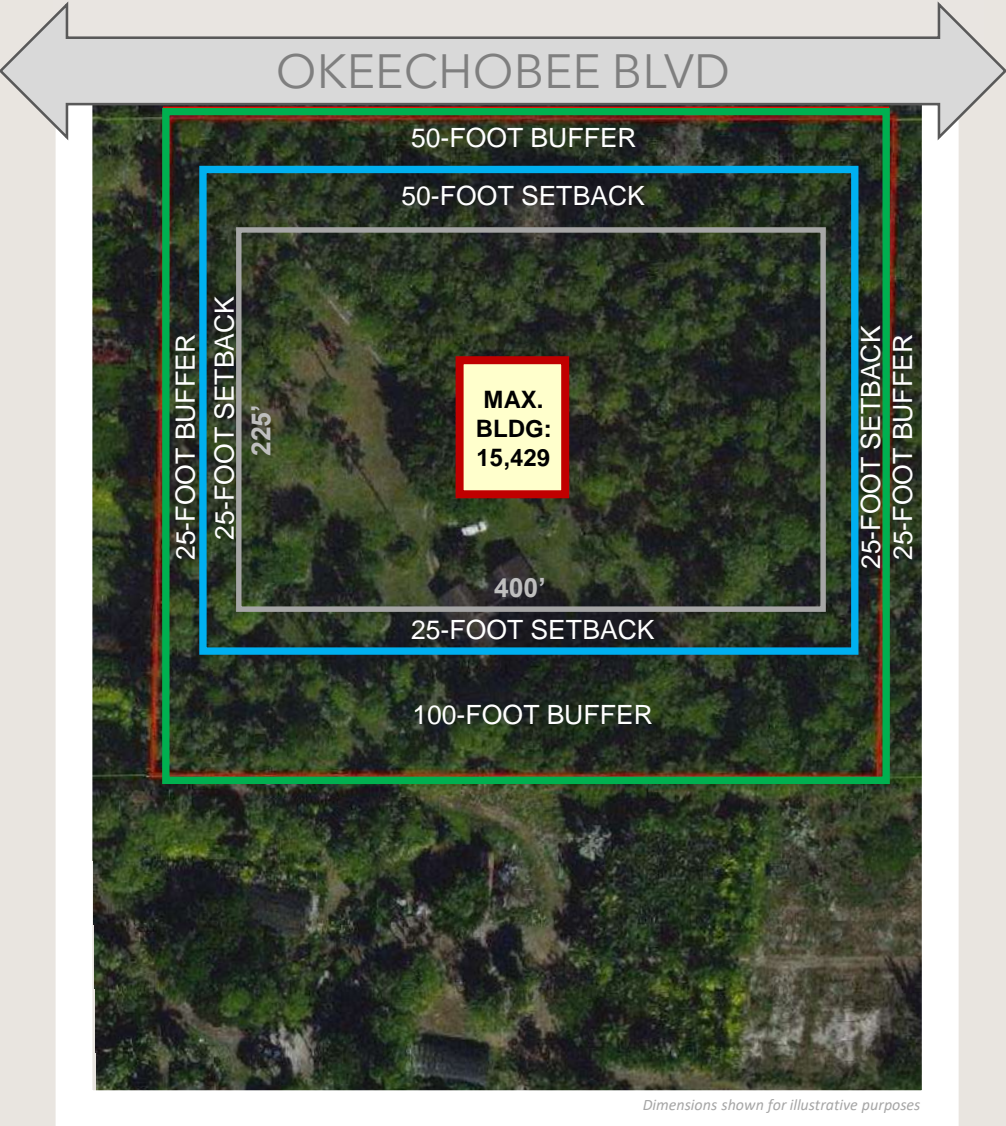 OKEECHOBEE BLVD
50-FOOT BUFFER
50-FOOT SETBACK
25-FOOT BUFFER
25-FOOT SETBACK
225'
MAX.
BLDG:
15,429
25-FOOT SETBACK
25-FOOT BUFFER
400'
25-FOOT SETBACK
100-FOOT BUFFER
Dimensions shown for illustrative purposes